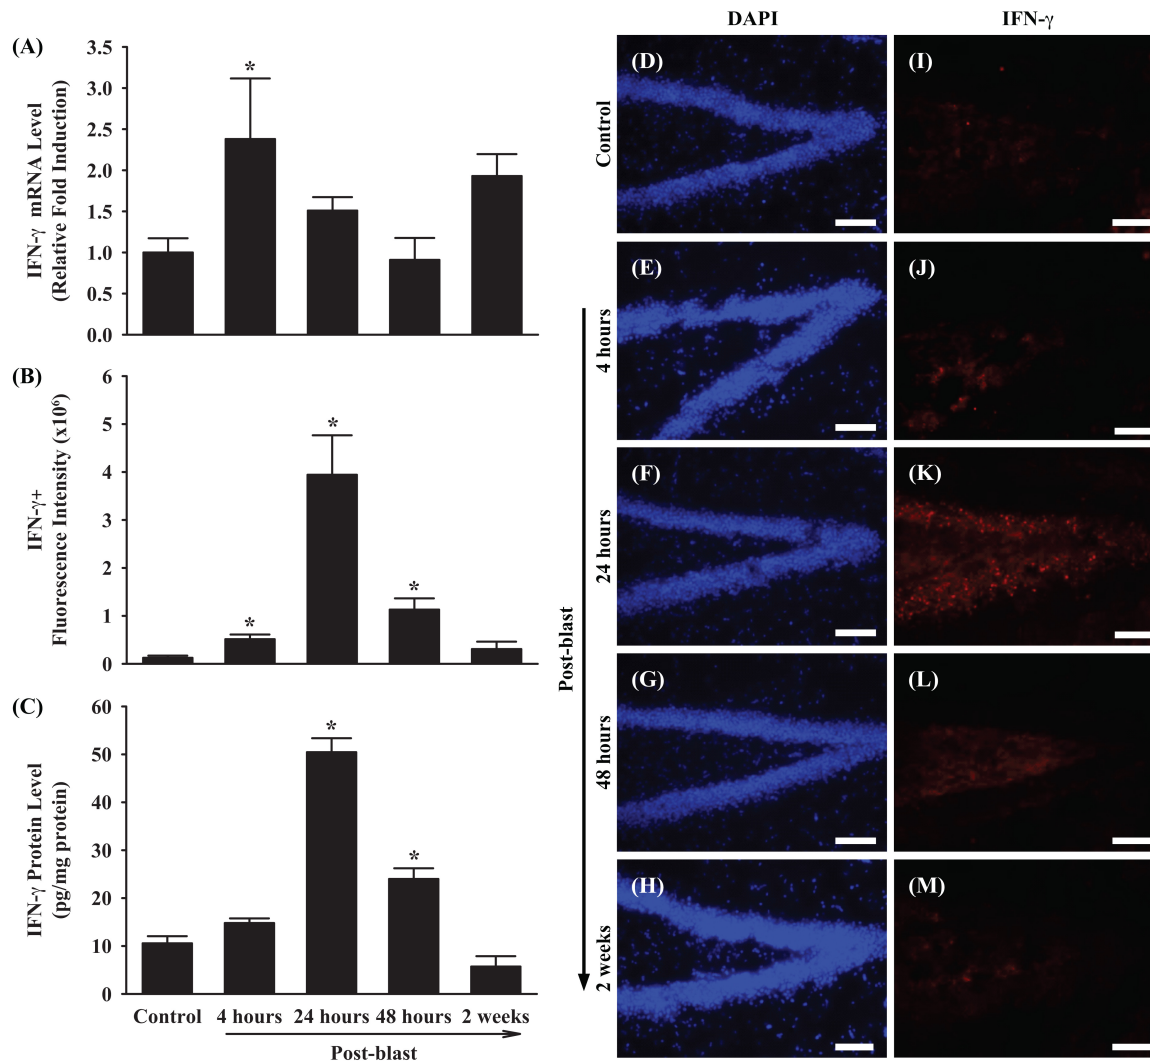 (A)
IFN-γ mRNA Level
(Relative Fold Induction)
3.5
3.0
2.5
2.0
1.5
1.0
0.5
0.0
*
(B)
IFN-γ+
Fluorescence Intensity (x10⁶)
6
5
4
3
2
1
0
*
*
*
(C)
IFN-γ Protein Level
(pg/mg protein)
60
50
40
30
20
10
0
*
*
Control 4 hours 24 hours 48 hours 2 weeks
Post-blast
DAPI IFN-γ
Control
(D) (I)
4 hours
(E) (J)
24 hours
(F) (K)
48 hours
(G) (L)
2 weeks
(H) (M)
Post-blast